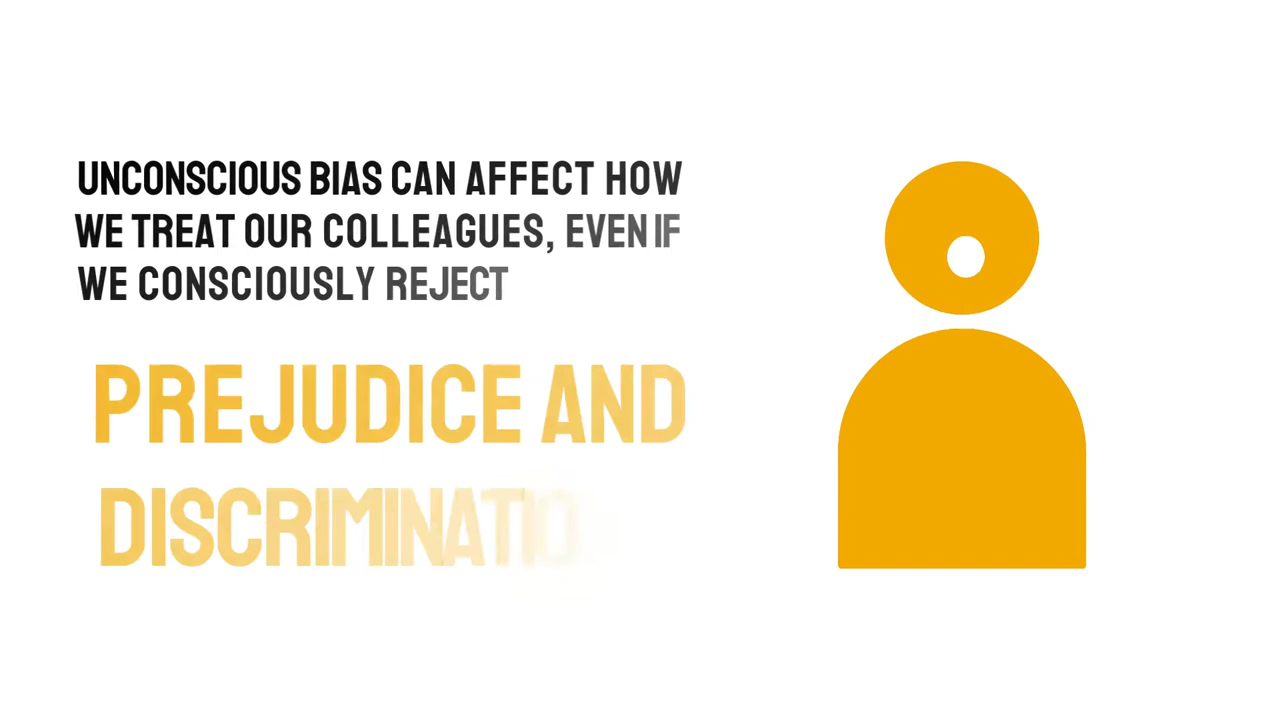 UNCONSCIOUS BIAS CAN AFFECT HOW
WE TREAT OUR COLLEAGUES, EVEN IF
WE CONSCIOUSLY REJECT
PREJUDICE AND